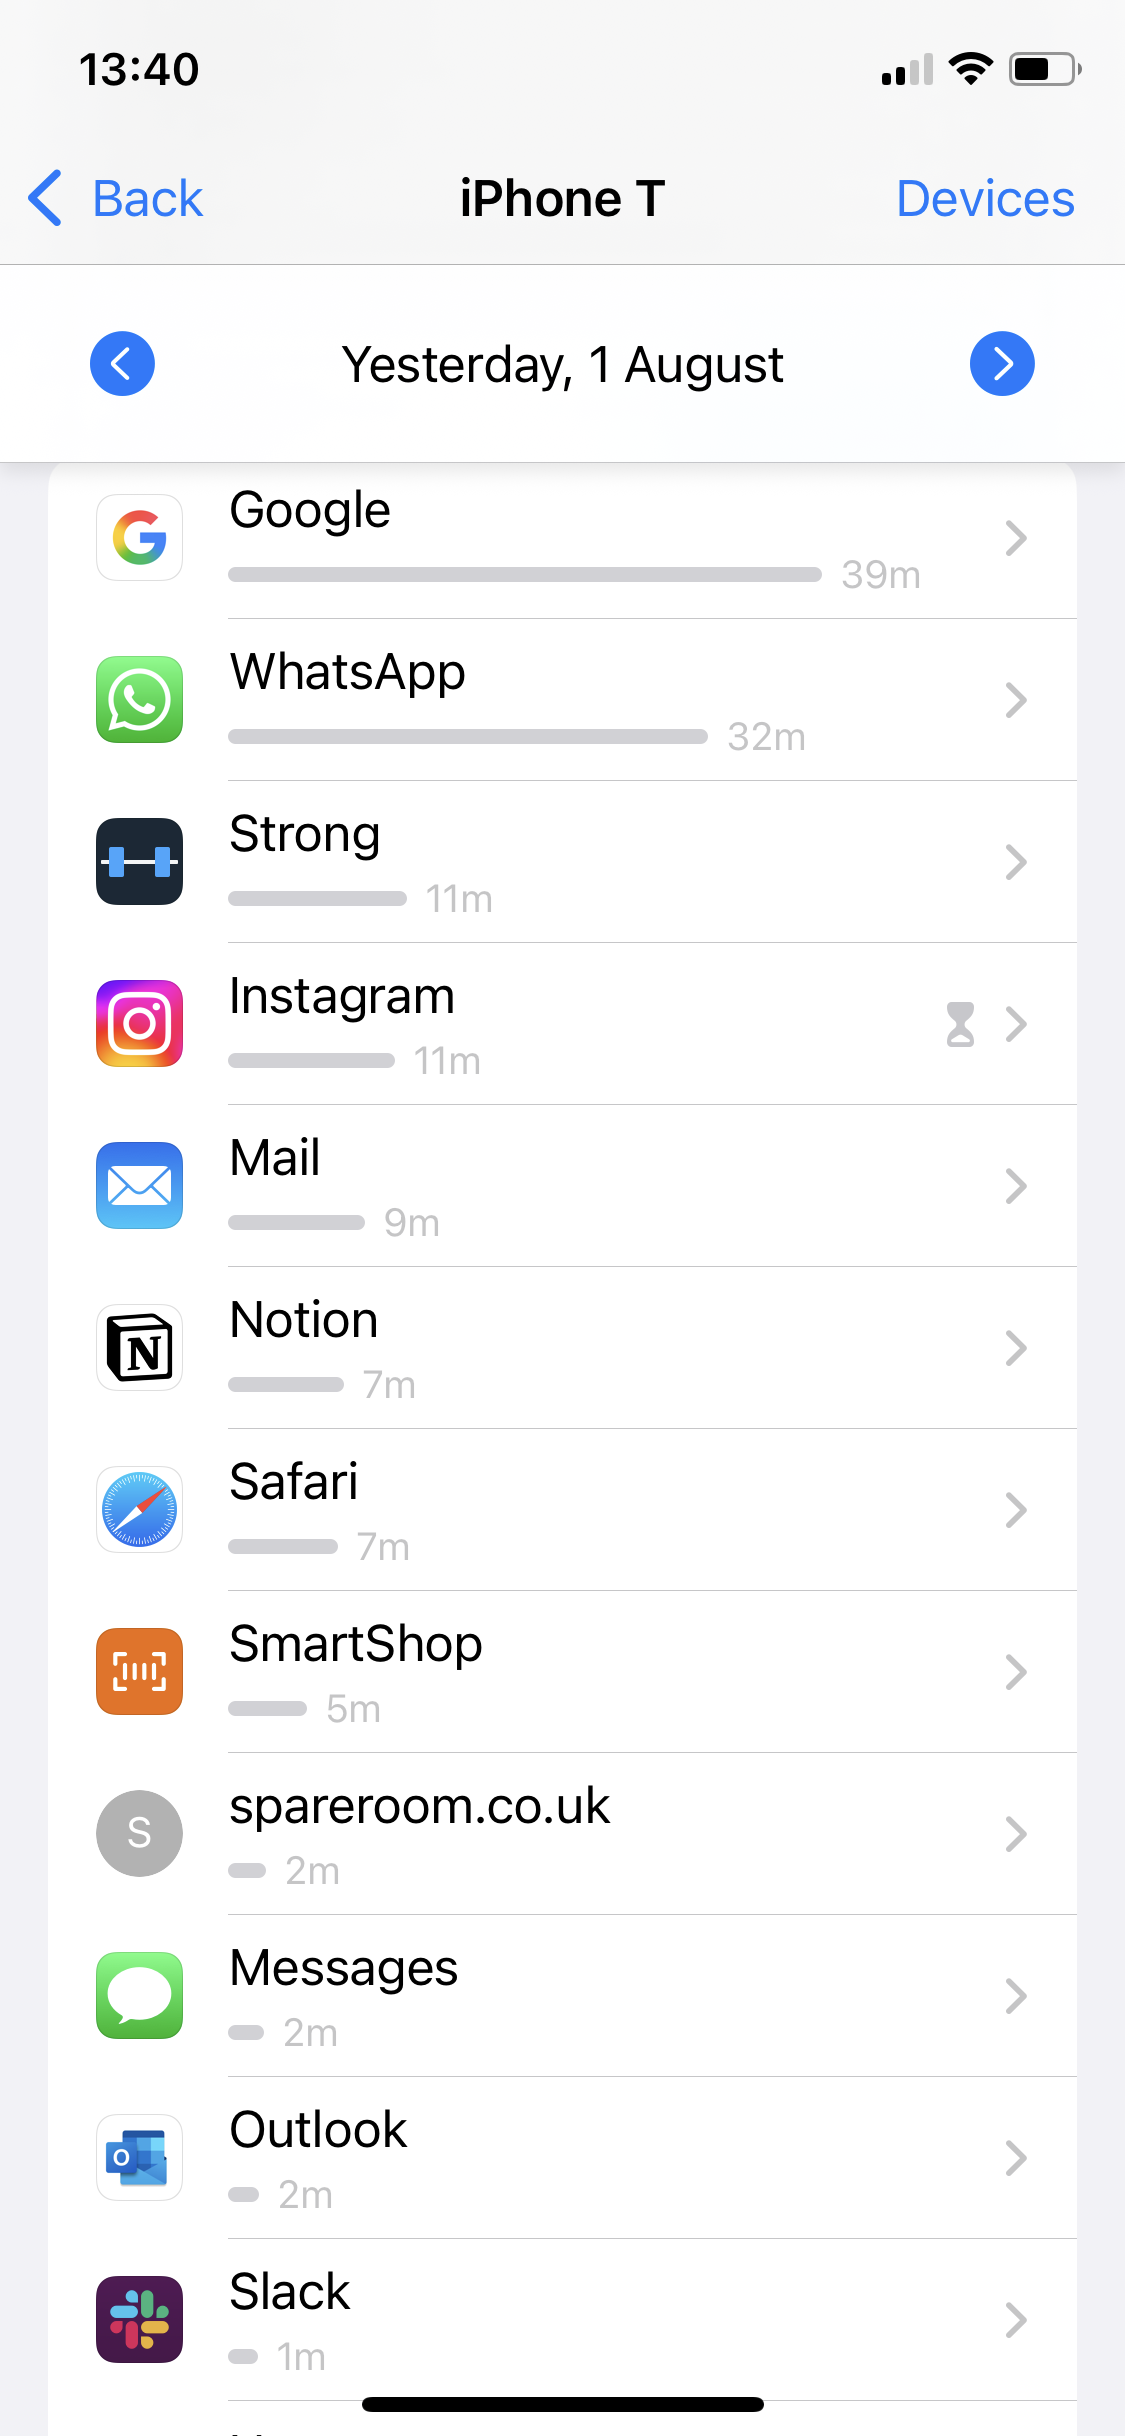 13:40
Back
iPhone T
Devices
Yesterday, 1 August
Google
39m
WhatsApp
32m
Strong
11m
Instagram
11m
Mail
9m
N
Notion
7m
Safari
7m
SmartShop
5m
S
spareroom.co.uk
2m
Messages
2m
O
Outlook
2m
Slack
1m